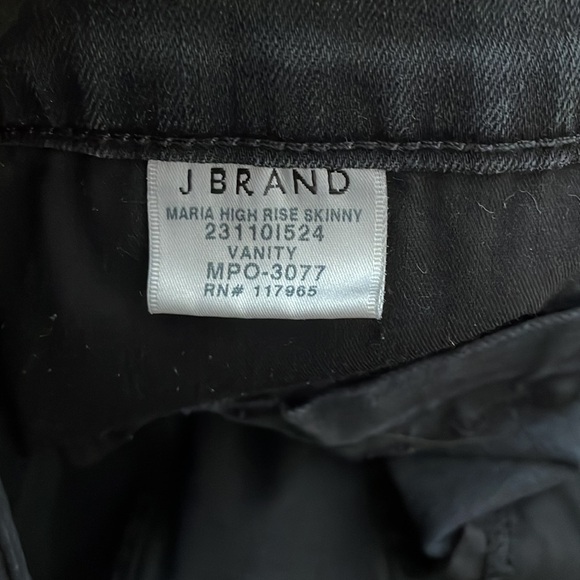 J BRAND
MARIA HIGH RISE SKINNY
23110I524
VANITY
MPO-3077
RN# 117965